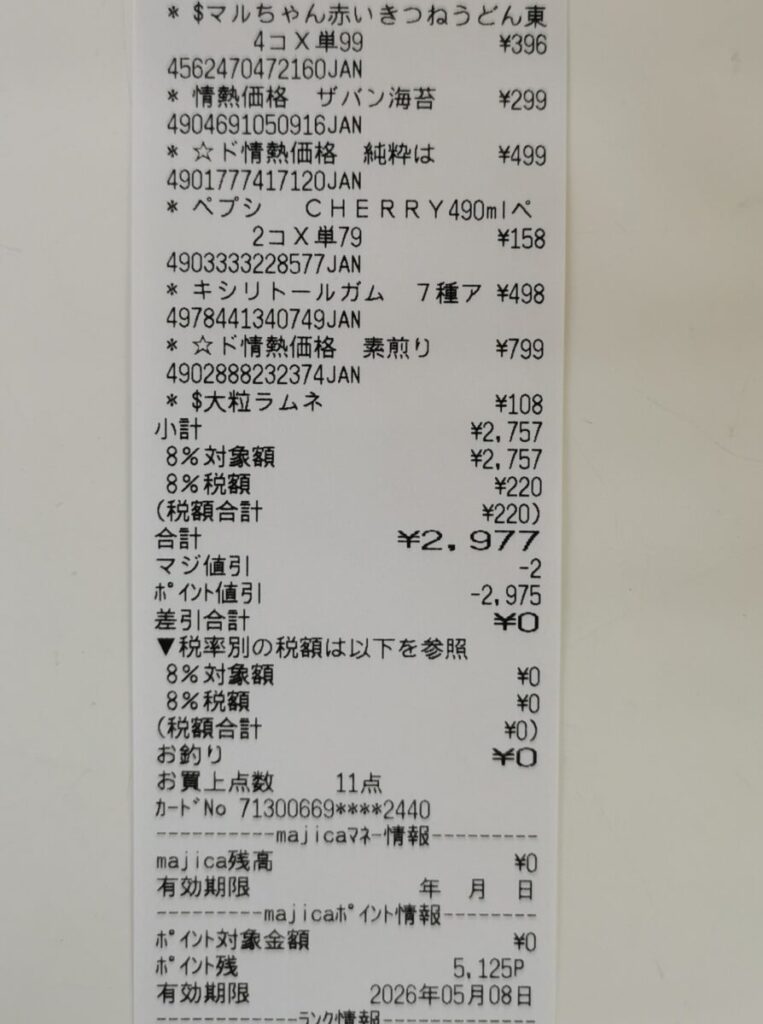 * $マルちゃん赤いきつねうどん東
4コX単99 ¥396
4562470472160JAN
* 情熱価格 ザバン海苔 ¥299
4904691050916JAN
* ☆ド情熱価格 純粋は ¥499
4901777417120JAN
* ペプシ CHERRY490mlペ
2コX単79 ¥158
4903333228577JAN
* キシリトールガム 7種ア ¥498
4978441340749JAN
* ☆ド情熱価格 素煎り ¥799
4902888232374JAN
* $大粒ラムネ ¥108
小計 ¥2,757
8%対象額 ¥2,757
8%税額 ¥220
(税額合計 ¥220)
合計 ¥2,977
マジ値引 -2
ポイント値引 -2,975
差引合計 ¥0
▼税率別の税額は以下を参照
8%対象額 ¥0
8%税額 ¥0
(税額合計 ¥0)
お釣り ¥0
お買上点数 11点
カードNo 71300669****2440
----------majicaマネー情報---------
majica残高 ¥0
有効期限 年 月 日
---------majicaポイント情報--------
ポイント対象金額 ¥0
ポイント残 5,125P
有効期限 2026年05月08日
------------ランク情報-------------